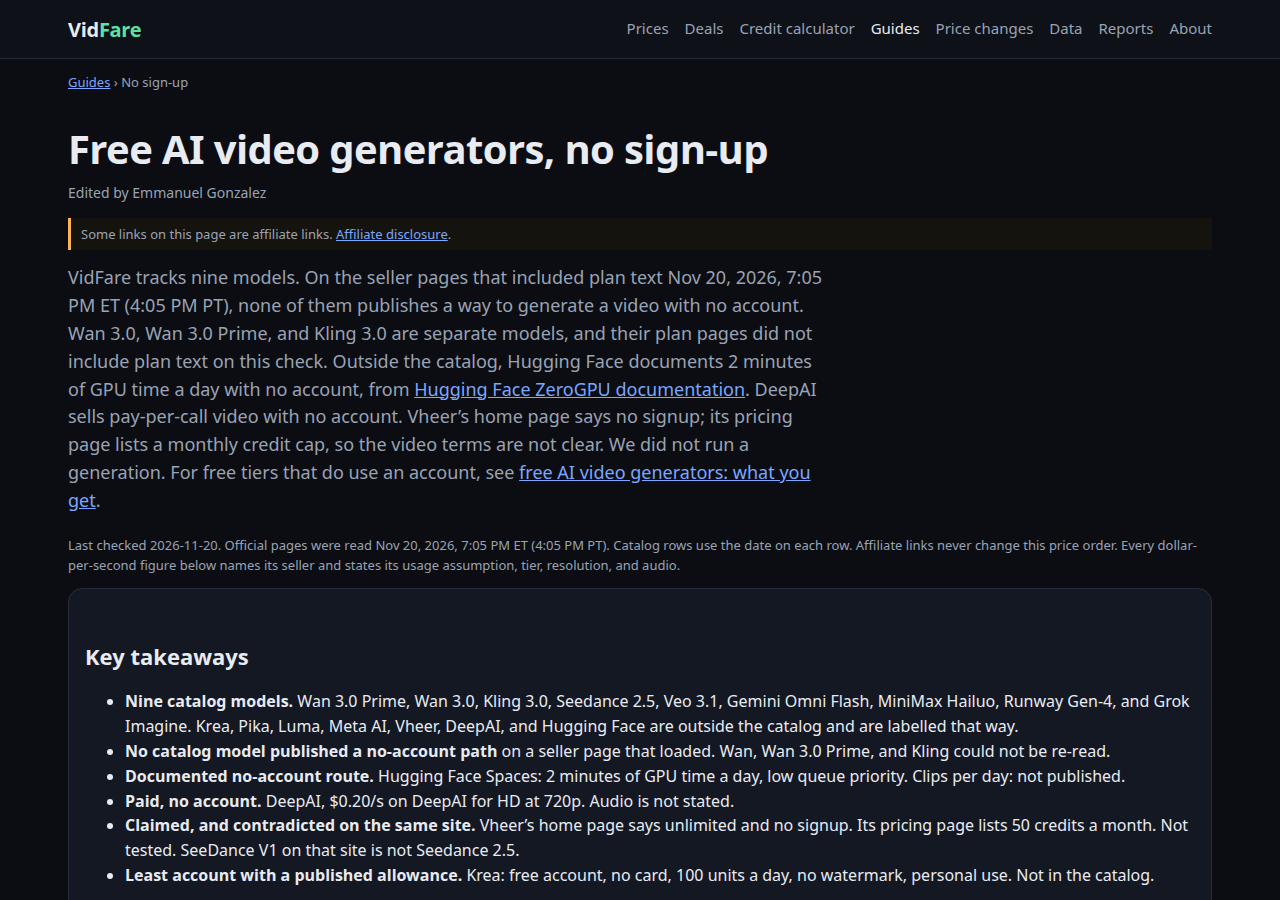 VidFare
Prices Deals Credit calculator Guides Price changes Data Reports About
Guides › No sign-up
Free AI video generators, no sign-up
Edited by Emmanuel Gonzalez
Some links on this page are affiliate links. Affiliate disclosure.
VidFare tracks nine models. On the seller pages that included plan text Nov 20, 2026, 7:05
PM ET (4:05 PM PT), none of them publishes a way to generate a video with no account.
Wan 3.0, Wan 3.0 Prime, and Kling 3.0 are separate models, and their plan pages did not
include plan text on this check. Outside the catalog, Hugging Face documents 2 minutes
of GPU time a day with no account, from Hugging Face ZeroGPU documentation. DeepAI
sells pay-per-call video with no account. Vheer’s home page says no signup; its pricing
page lists a monthly credit cap, so the video terms are not clear. We did not run a
generation. For free tiers that do use an account, see free AI video generators: what you
get.
Last checked 2026-11-20. Official pages were read Nov 20, 2026, 7:05 PM ET (4:05 PM PT). Catalog rows use the date on each row. Affiliate links never change this price order. Every dollar-
per-second figure below names its seller and states its usage assumption, tier, resolution, and audio.
Key takeaways
• Nine catalog models. Wan 3.0 Prime, Wan 3.0, Kling 3.0, Seedance 2.5, Veo 3.1, Gemini Omni Flash, MiniMax Hailuo, Runway Gen-4, and Grok
Imagine. Krea, Pika, Luma, Meta AI, Vheer, DeepAI, and Hugging Face are outside the catalog and are labelled that way.
• No catalog model published a no-account path on a seller page that loaded. Wan, Wan 3.0 Prime, and Kling could not be re-read.
• Documented no-account route. Hugging Face Spaces: 2 minutes of GPU time a day, low queue priority. Clips per day: not published.
• Paid, no account. DeepAI, $0.20/s on DeepAI for HD at 720p. Audio is not stated.
• Claimed, and contradicted on the same site. Vheer’s home page says unlimited and no signup. Its pricing page lists 50 credits a month. Not
tested. SeeDance V1 on that site is not Seedance 2.5.
• Least account with a published allowance. Krea: free account, no card, 100 units a day, no watermark, personal use. Not in the catalog.